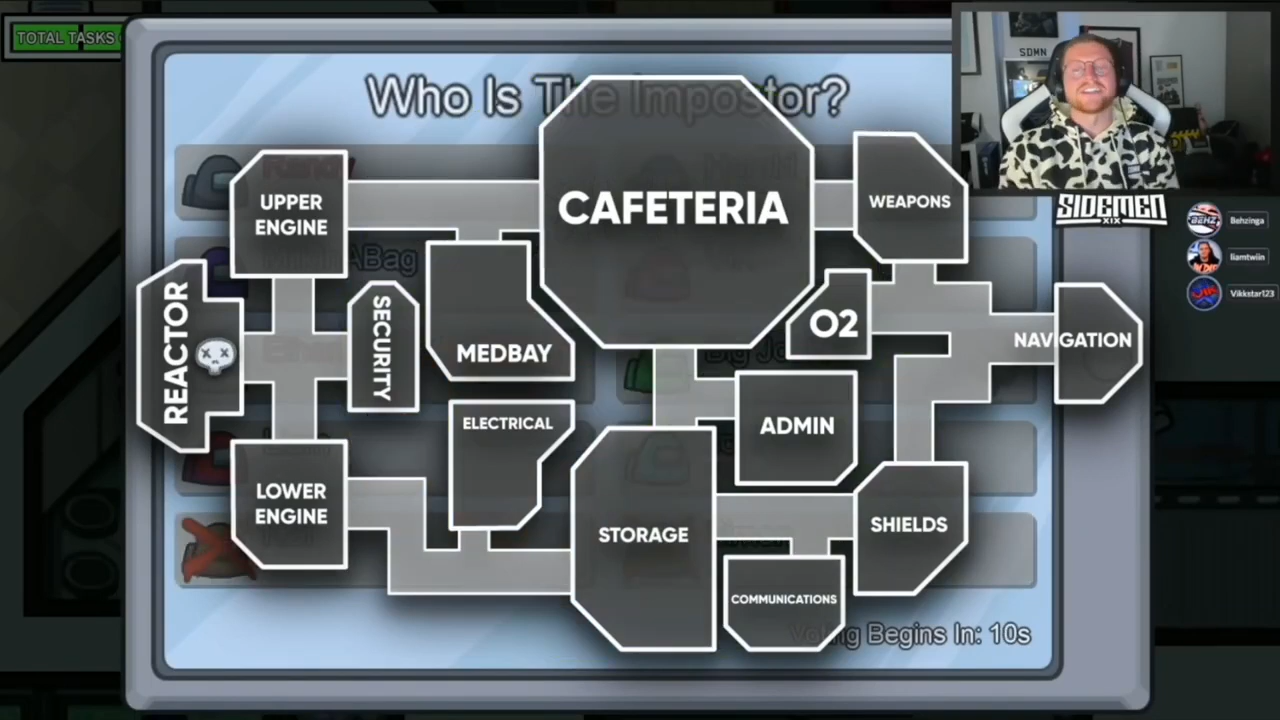 TOTAL TASKS
Who Is The Impostor?
SDMN
CAFETERIA
UPPER
ENGINE
WEAPONS
SIDEMEN
XIX
Behzinga
liamtwiin
Vikkstar123
REACTOR
SECURITY
MEDBAY
O2
NAVIGATION
ELECTRICAL
ADMIN
LOWER
ENGINE
STORAGE
SHIELDS
COMMUNICATIONS
Voting Begins In: 10s